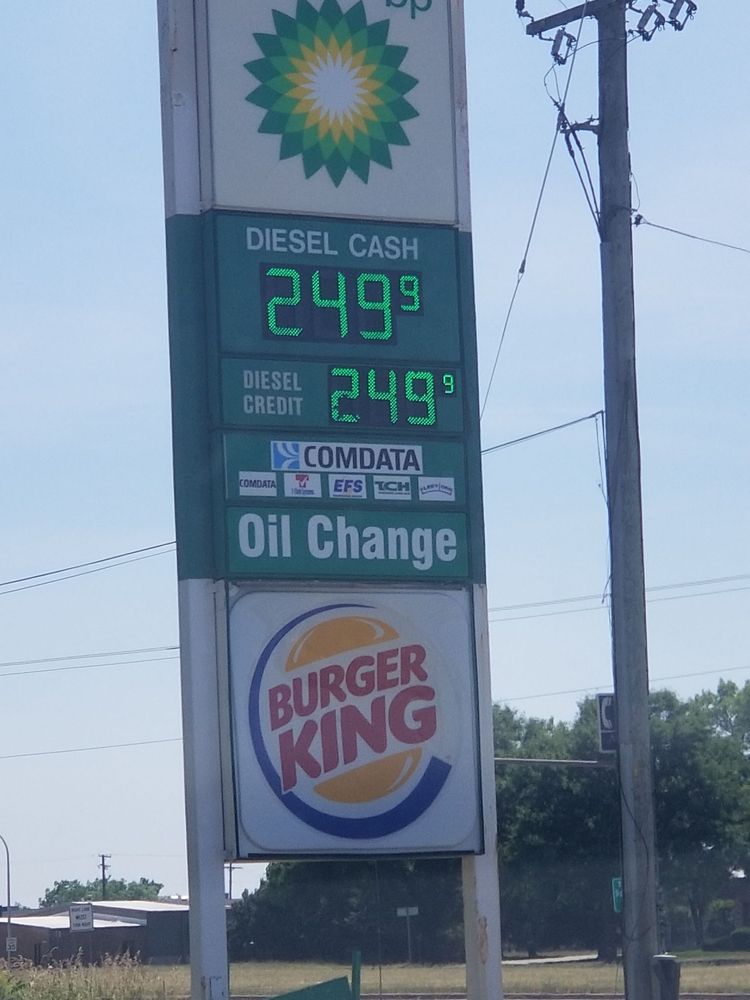 bp
DIESEL CASH
249 9
DIESEL
CREDIT
249 9
COMDATA
COMDATA
EFS
TCH
Oil Change
BURGER
KING